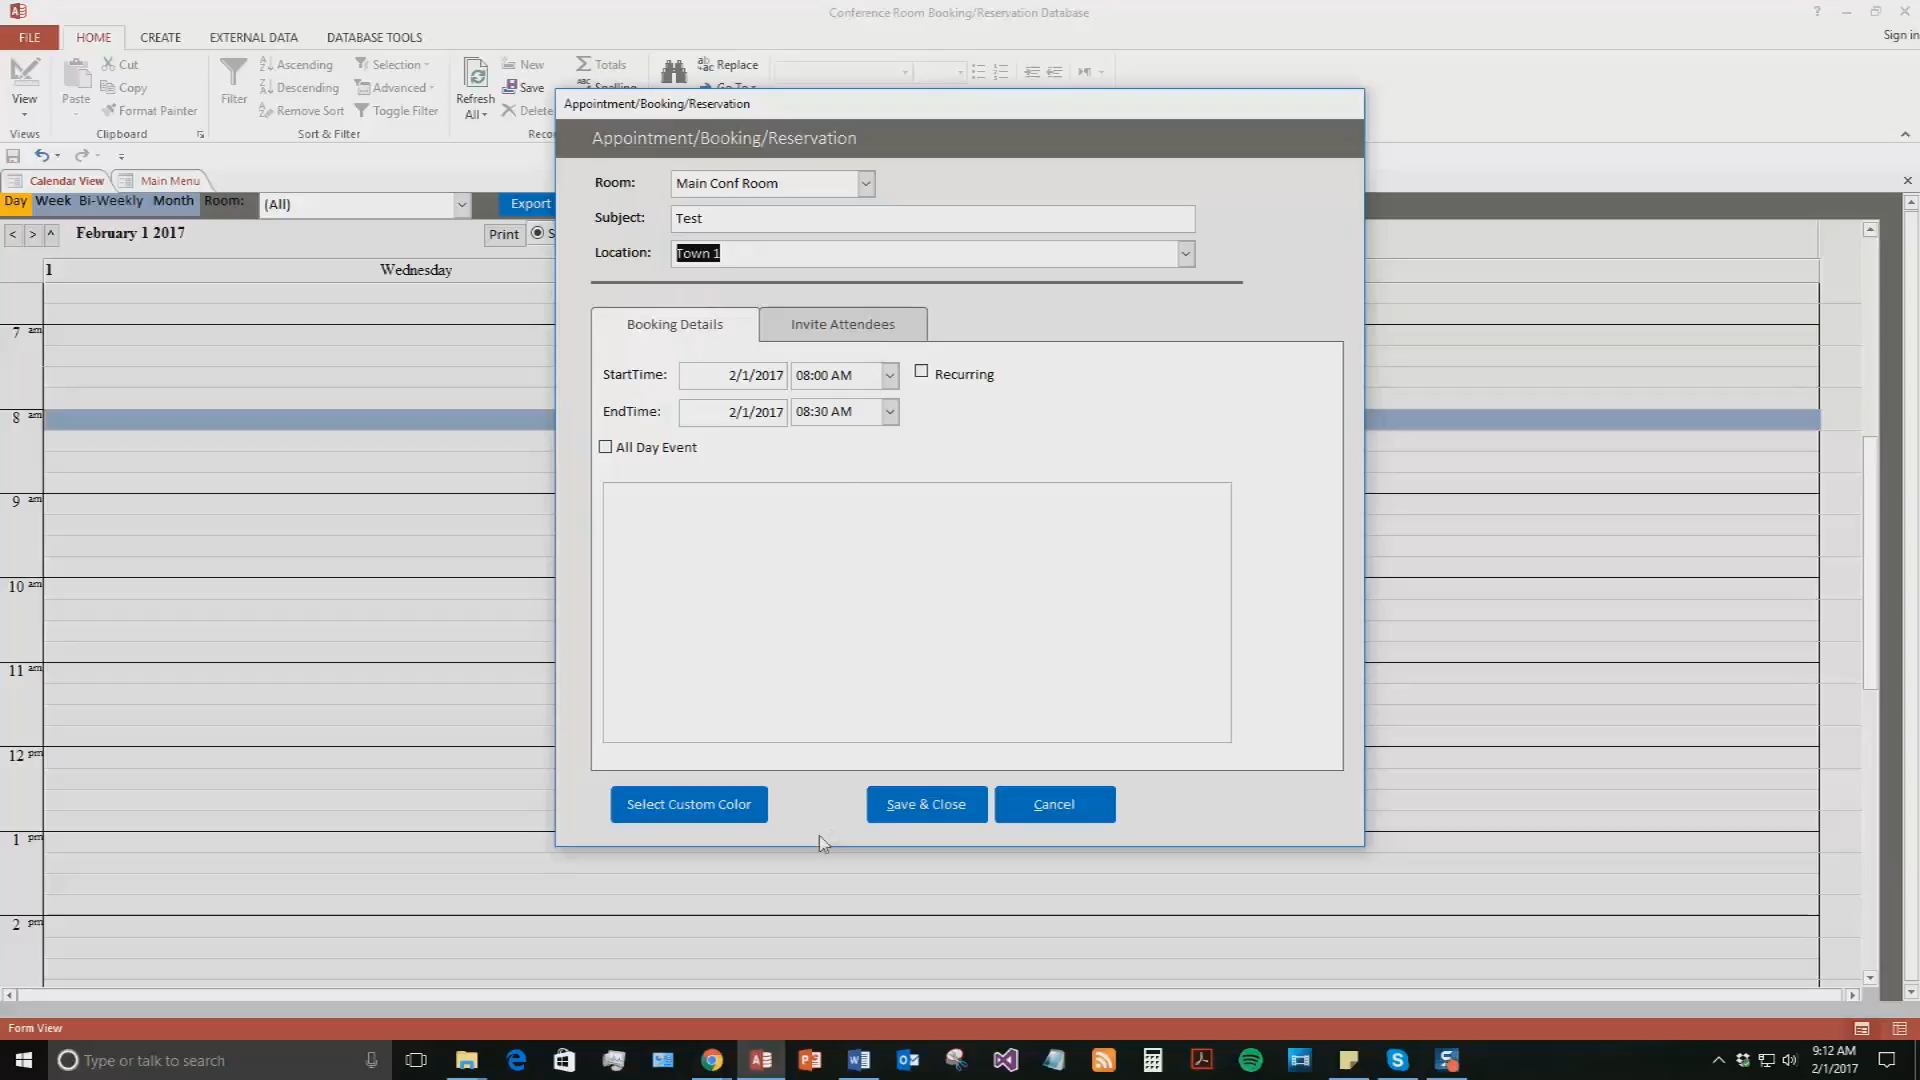 Conference Room Booking/Reservation Database
?
Sign in
FILE HOME CREATE EXTERNAL DATA DATABASE TOOLS
View
Views
Paste
Cut
Copy
Format Painter
Clipboard
Filter
Ascending
Descending
Remove Sort
Selection
Advanced
Toggle Filter
Sort & Filter
Refresh
All
New
Save
Delete
Totals
Replace
Calendar View Main Menu
Day Week Bi-Weekly Month Room: (All) Export
< > ^ February 1 2017 Print
1 Wednesday
7 am
8 am
9 am
10 am
11 am
12 pm
1 pm
2 pm
Appointment/Booking/Reservation
Appointment/Booking/Reservation
Room: Main Conf Room
Subject: Test
Location: Town 1
Booking Details Invite Attendees
StartTime: 2/1/2017 08:00 AM Recurring
EndTime: 2/1/2017 08:30 AM
All Day Event
Select Custom Color Save & Close Cancel
Form View
Type or talk to search
9:12 AM
2/1/2017